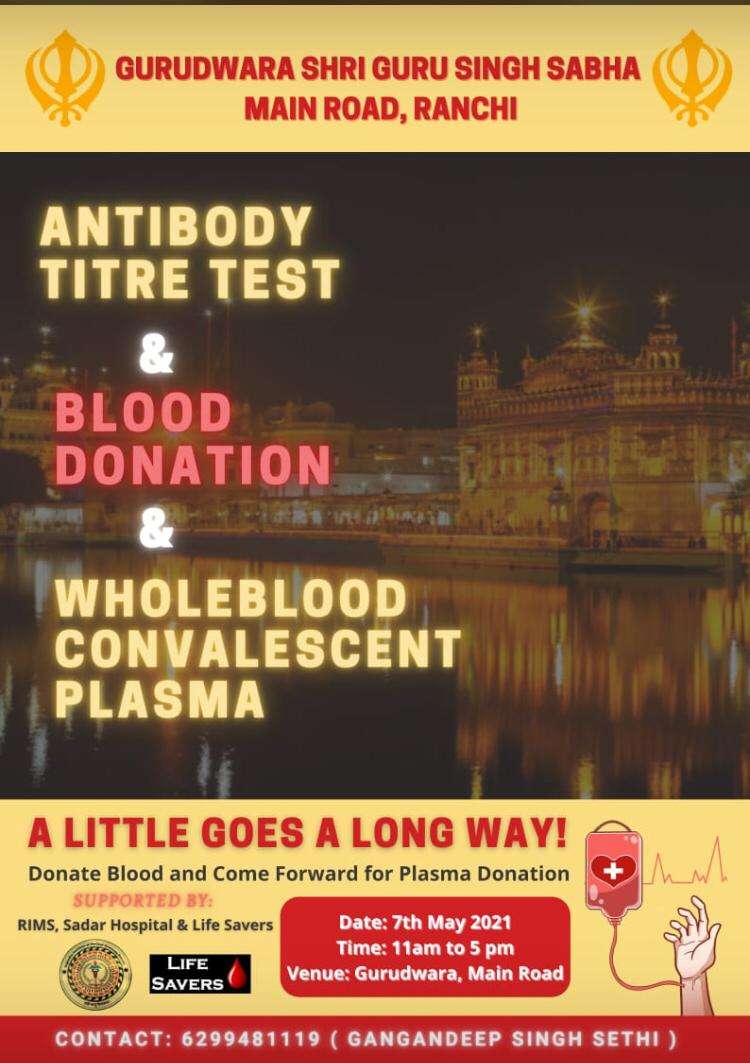 GURUDWARA SHRI GURU SINGH SABHA
MAIN ROAD, RANCHI
ANTIBODY
TITRE TEST
&
BLOOD
DONATION
&
WHOLEBLOOD
CONVALESCENT
PLASMA
A LITTLE GOES A LONG WAY!
Donate Blood and Come Forward for Plasma Donation
SUPPORTED BY:
RIMS, Sadar Hospital & Life Savers
LIFE
SAVERS
Date: 7th May 2021
Time: 11am to 5 pm
Venue: Gurudwara, Main Road
CONTACT: 6299481119 ( GANGANDEEP SINGH SETHI )